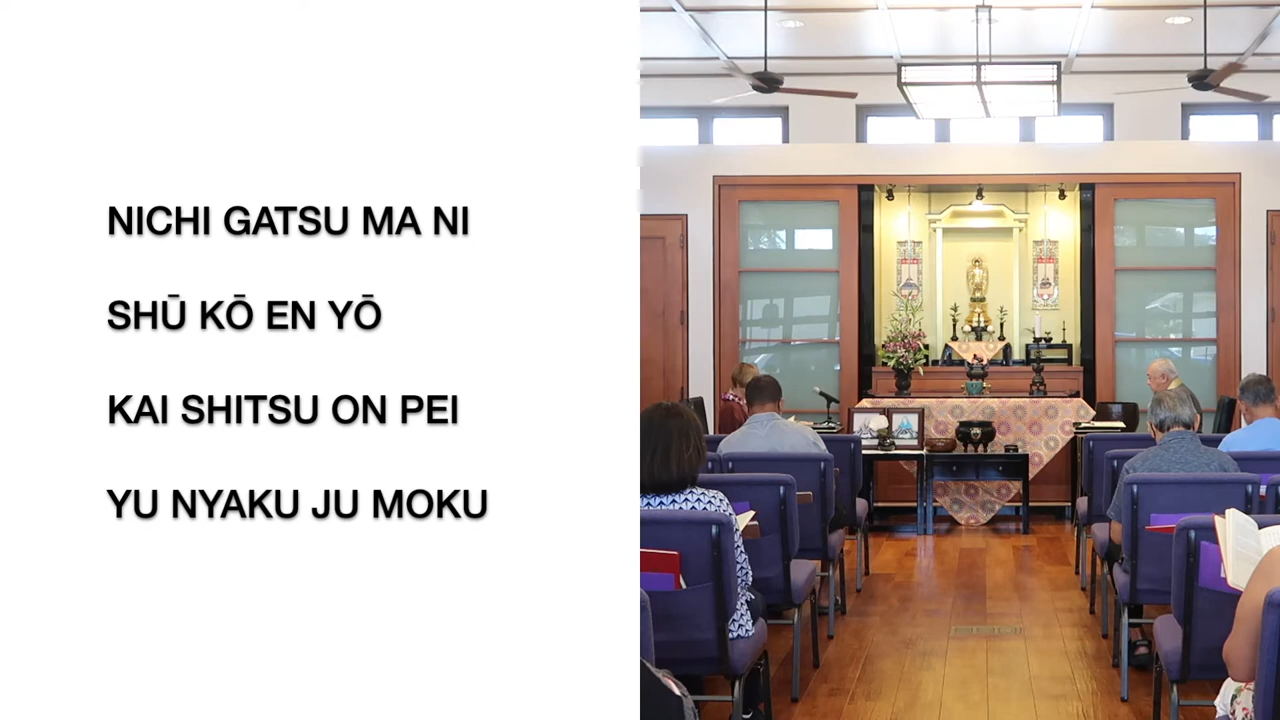 NICHI GATSU MA NI
SHŪ KŌ EN YŌ
KAI SHITSU ON PEI
YU NYAKU JU MOKU